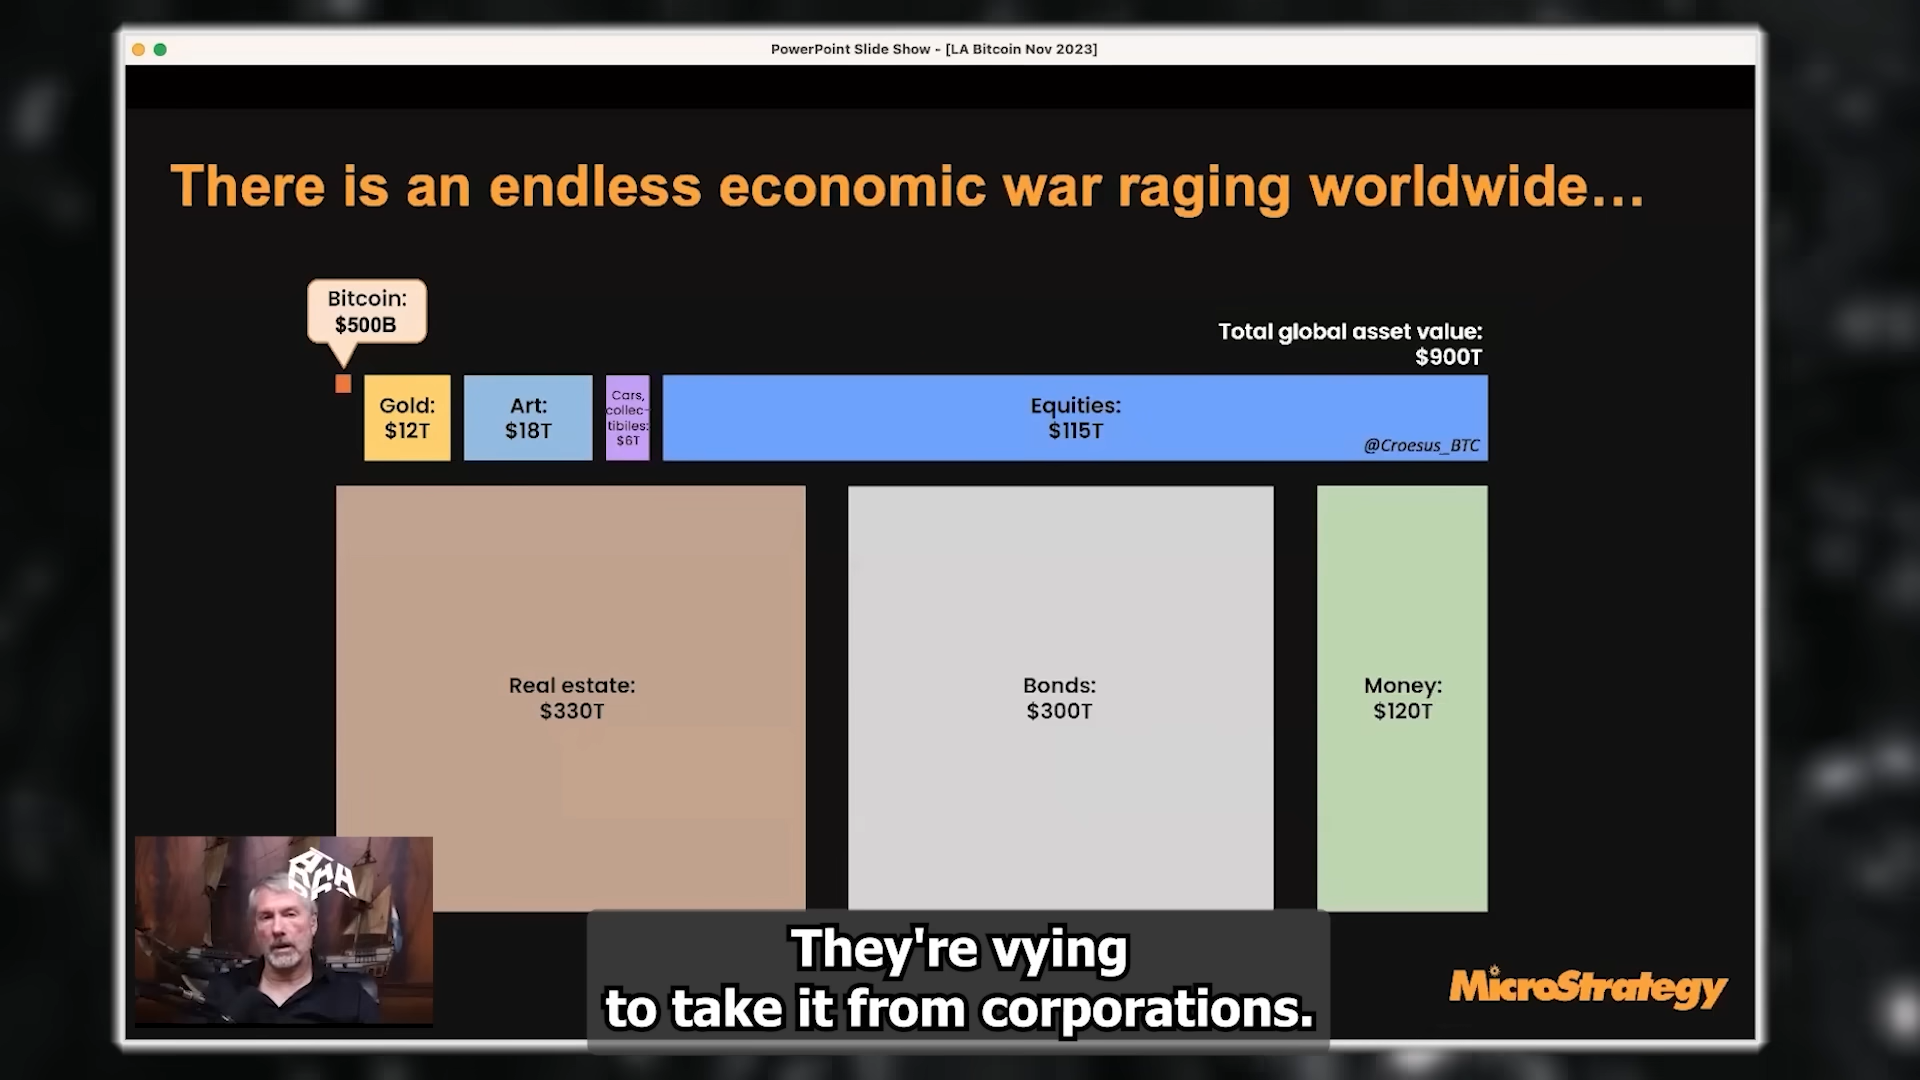 PowerPoint Slide Show - [LA Bitcoin Nov 2023]
There is an endless economic war raging worldwide...
Bitcoin:
$500B
Total global asset value:
$900T
Gold:
$12T
Art:
$18T
Cars,
collec-
tibiles:
$6T
Equities:
$115T
@Croesus_BTC
Real estate:
$330T
Bonds:
$300T
Money:
$120T
They're vying
to take it from corporations.
MicroStrategy